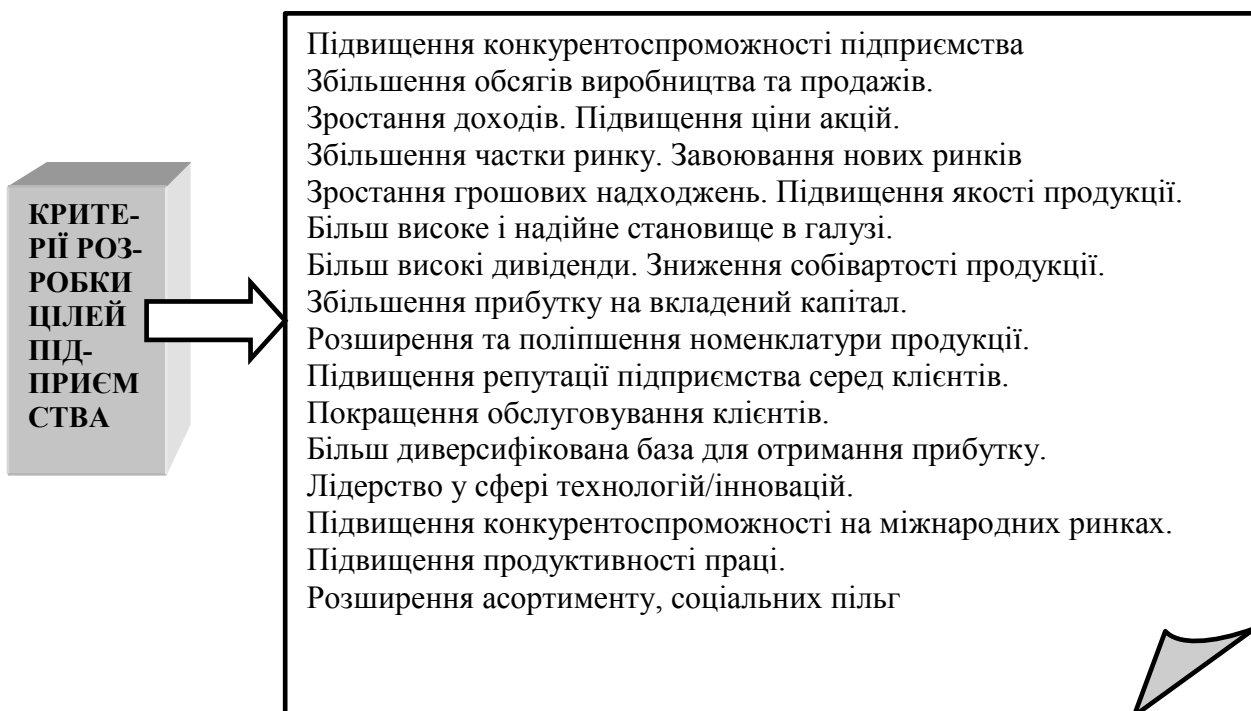 КРИТЕ-
РІЇ РОЗ-
РОБКИ
ЦІЛЕЙ
ПІД-
ПРИЄМ
СТВА
Підвищення конкурентоспроможності підприємства
Збільшення обсягів виробництва та продажів.
Зростання доходів. Підвищення ціни акцій.
Збільшення частки ринку. Завоювання нових ринків
Зростання грошових надходжень. Підвищення якості продукції.
Більш високе і надійне становище в галузі.
Більш високі дивіденди. Зниження собівартості продукції.
Збільшення прибутку на вкладений капітал.
Розширення та поліпшення номенклатури продукції.
Підвищення репутації підприємства серед клієнтів.
Покращення обслуговування клієнтів.
Більш диверсифікована база для отримання прибутку.
Лідерство у сфері технологій/інновацій.
Підвищення конкурентоспроможності на міжнародних ринках.
Підвищення продуктивності праці.
Розширення асортименту, соціальних пільг